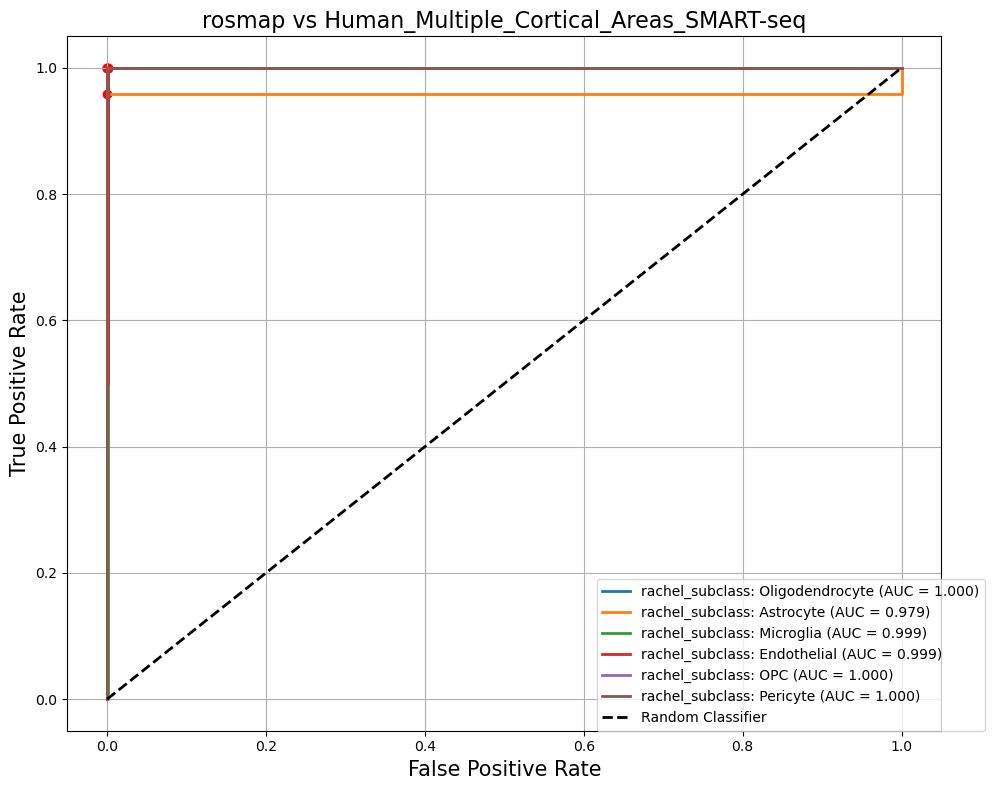 rosmap vs Human_Multiple_Cortical_Areas_SMART-seq
True Positive Rate
1.0
0.8
0.6
0.4
0.2
0.0
rachel_subclass: Oligodendrocyte (AUC = 1.000)
rachel_subclass: Astrocyte (AUC = 0.979)
rachel_subclass: Microglia (AUC = 0.999)
rachel_subclass: Endothelial (AUC = 0.999)
rachel_subclass: OPC (AUC = 1.000)
rachel_subclass: Pericyte (AUC = 1.000)
Random Classifier
0.0 0.2 0.4 0.6 0.8 1.0
False Positive Rate